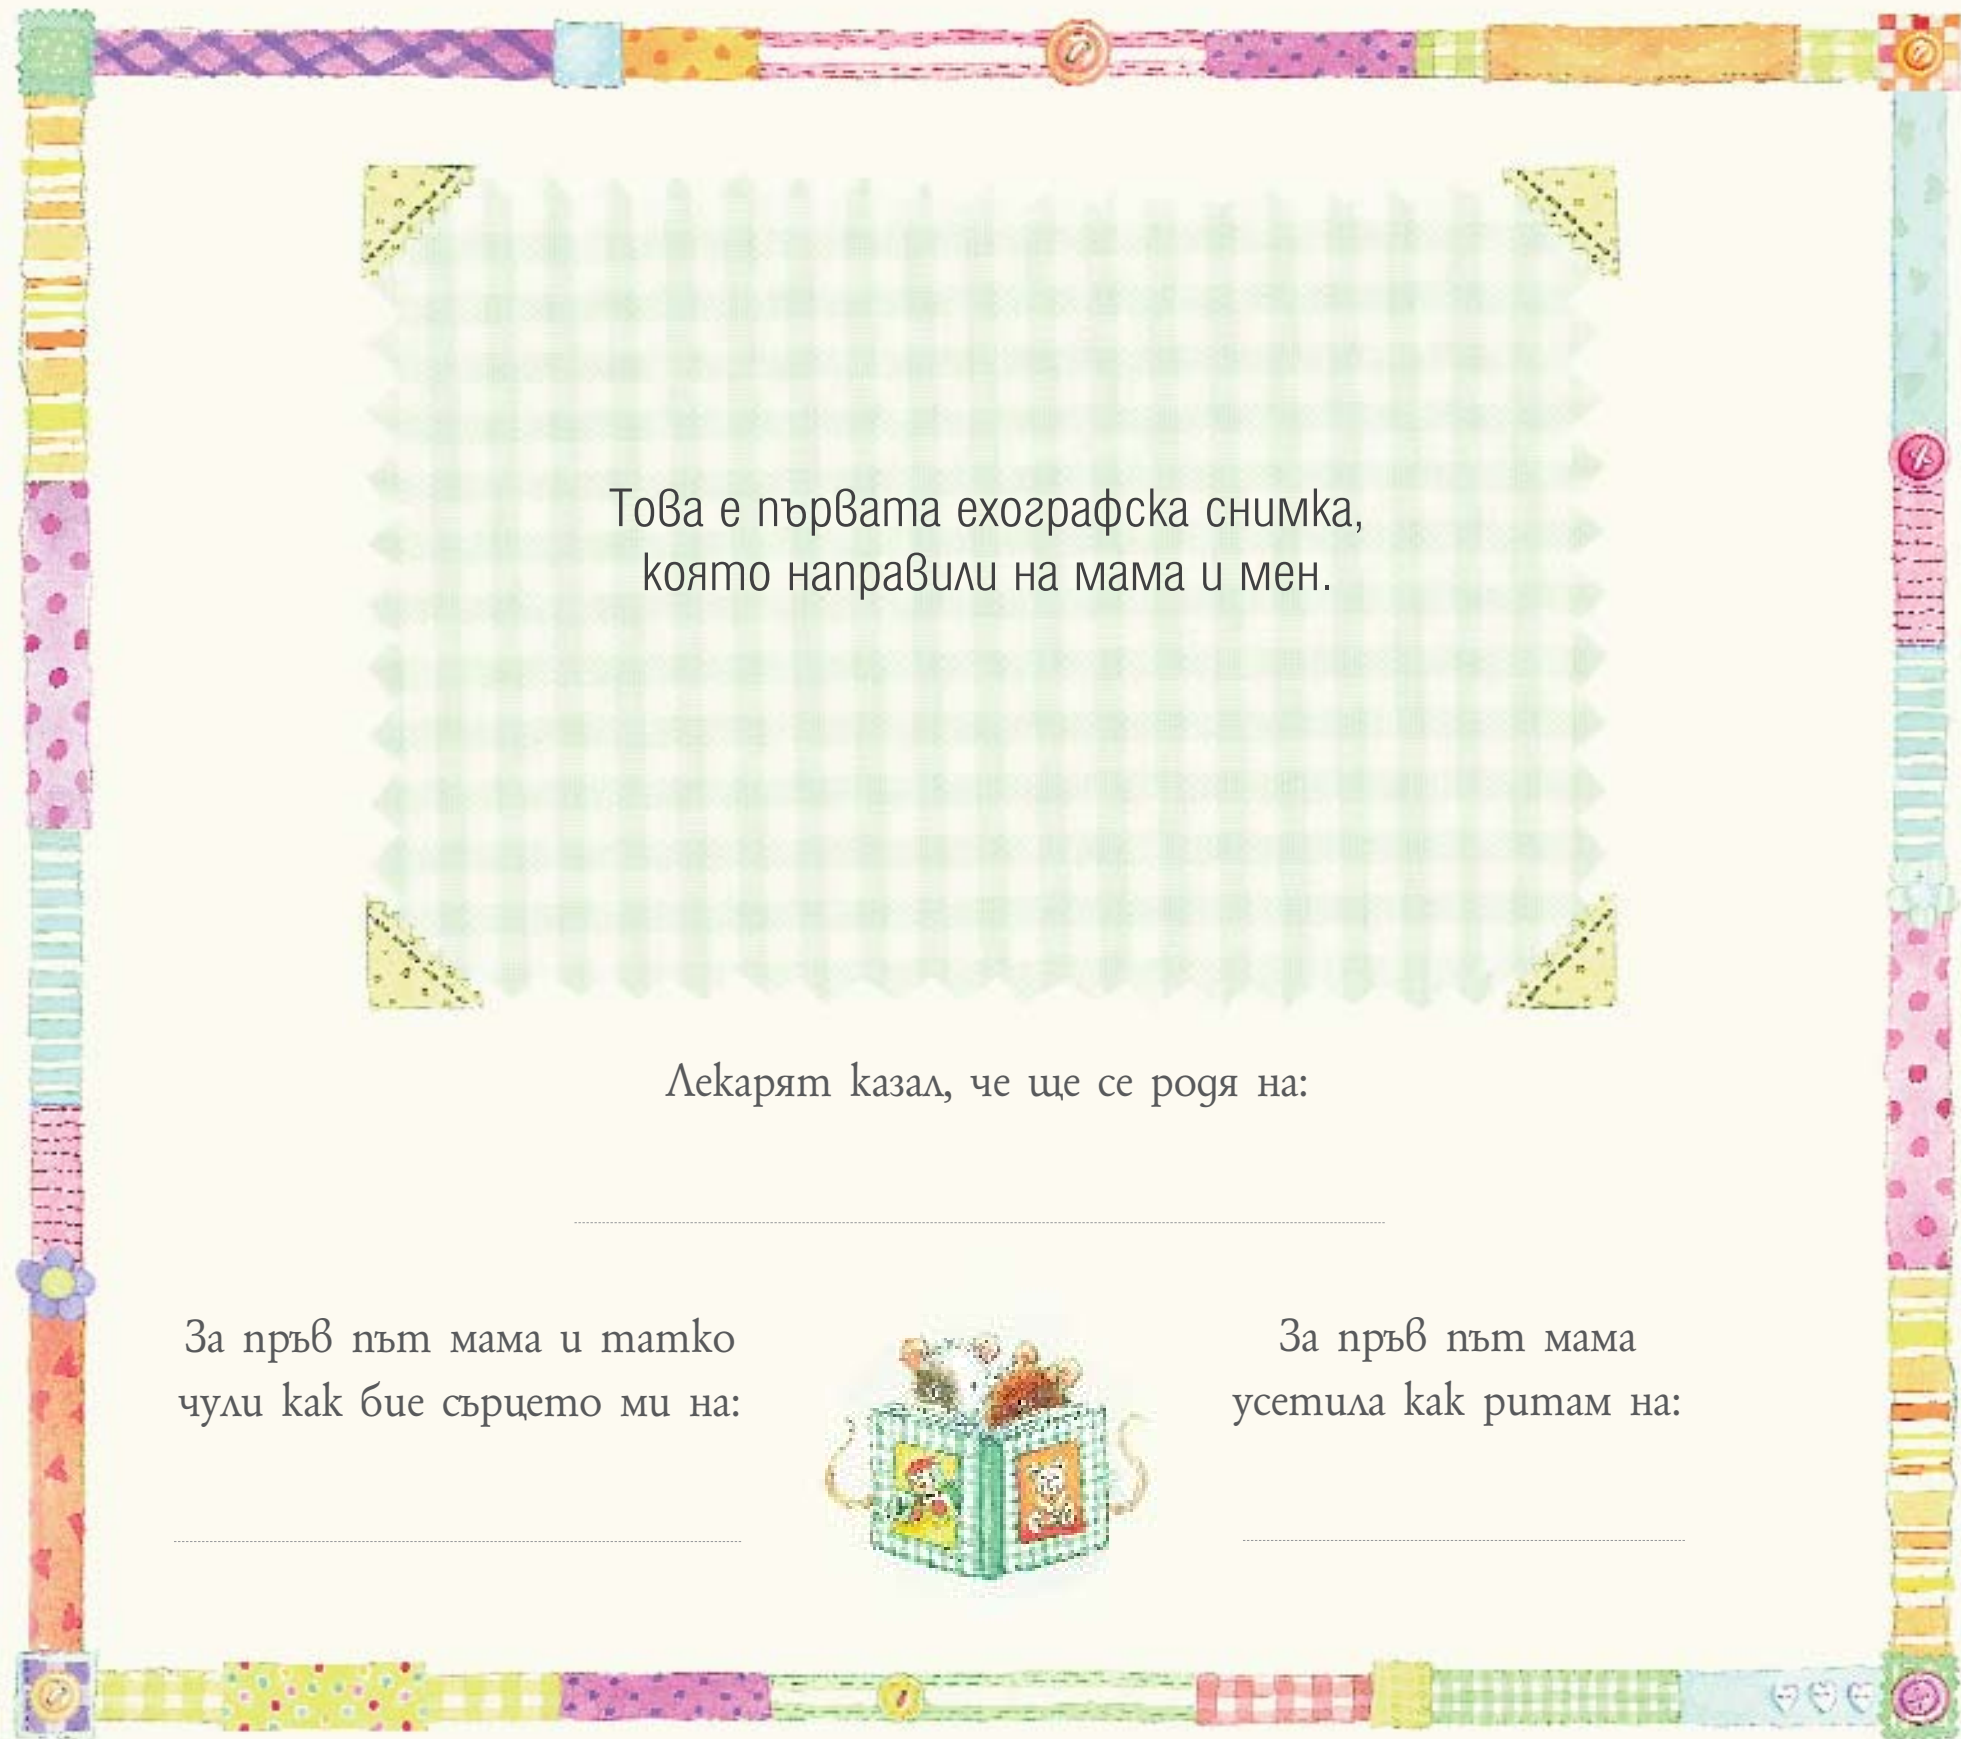 Това е първата ехографска снимка,
която направили на мама и мен.
Лекарят казал, че ще се родя на:
За пръв път мама и татко
чули как бие сърцето ми на:
За пръв път мама
усетила как ритам на: